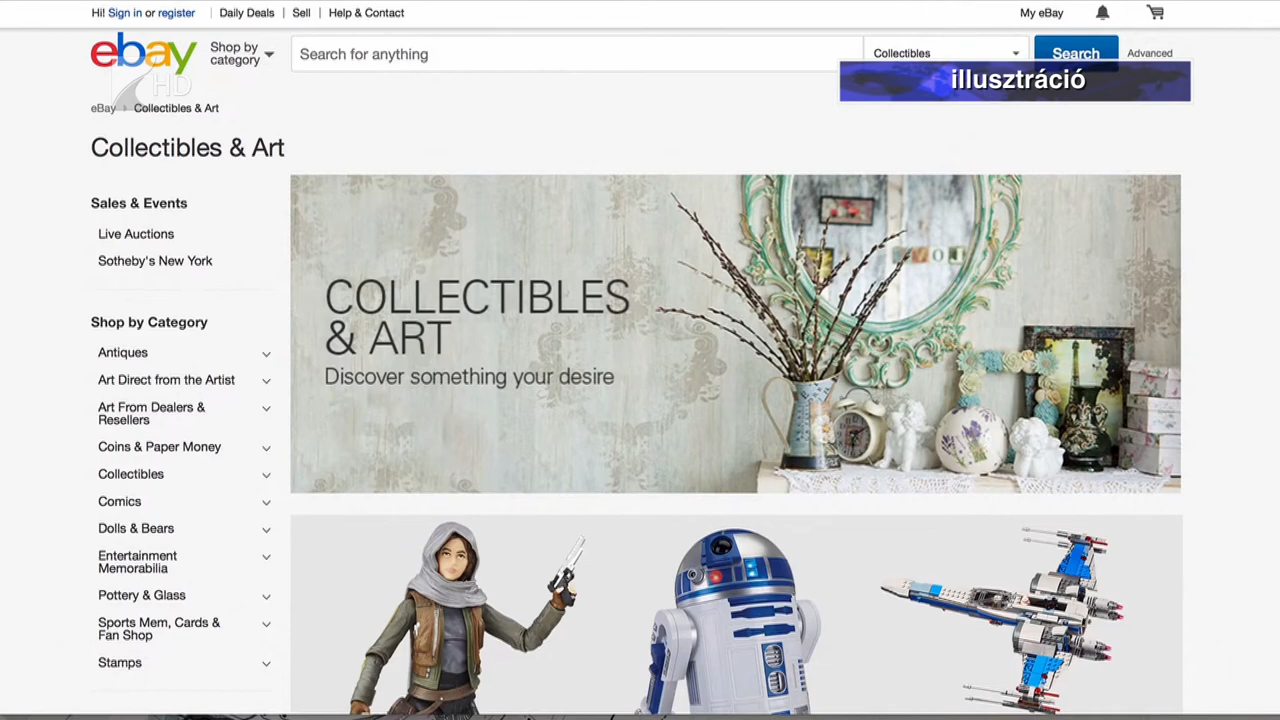 Hi! Sign in or register | Daily Deals | Sell | Help & Contact
My eBay
ebay
Shop by
category
Search for anything
Collectibles
Search
Advanced
HD
illusztráció
eBay > Collectibles & Art
Collectibles & Art
Sales & Events
Live Auctions
Sotheby's New York
Shop by Category
Antiques
Art Direct from the Artist
Art From Dealers &
Resellers
Coins & Paper Money
Collectibles
Comics
Dolls & Bears
Entertainment
Memorabilia
Pottery & Glass
Sports Mem, Cards &
Fan Shop
Stamps
COLLECTIBLES
& ART
Discover something your desire